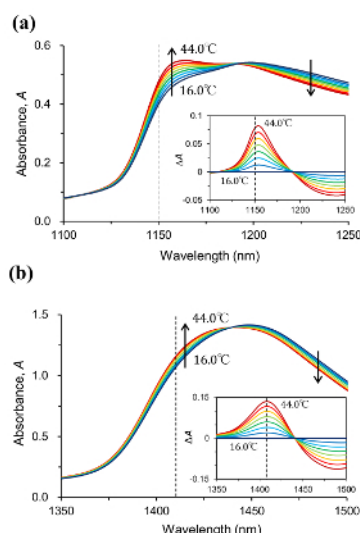 (a)
0.6
0.4
0.2
0.0
Absorbance, A
44.0℃
16.0℃
0.1
0.05
0
-0.05
ΔA
44.0℃
16.0℃
1100 1150 1200 1250
1100 1150 1200 1250
Wavelength (nm)
(b)
1.5
1.0
0.5
0.0
Absorbance, A
44.0℃
16.0℃
0.15
0
-0.15
ΔA
44.0℃
16.0℃
1350 1400 1450 1500
1350 1400 1450 1500
Wavelength (nm)